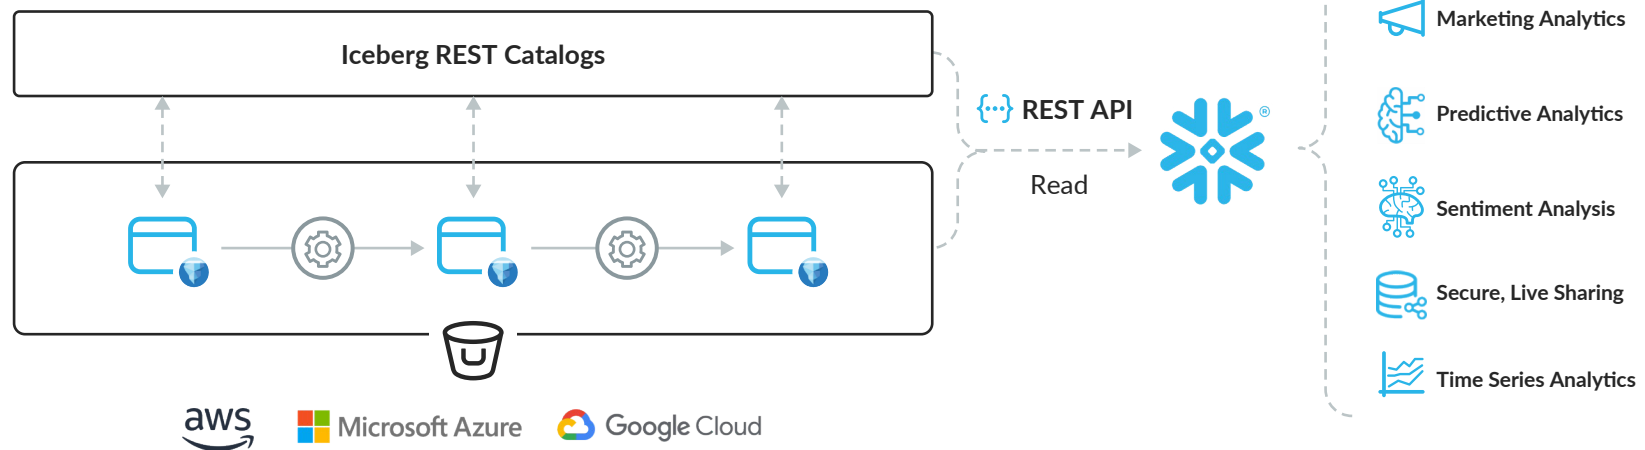 Iceberg REST Catalogs
{...} REST API
Read
®
Marketing Analytics
Predictive Analytics
Sentiment Analysis
Secure, Live Sharing
Time Series Analytics
aws
Microsoft Azure
Google Cloud